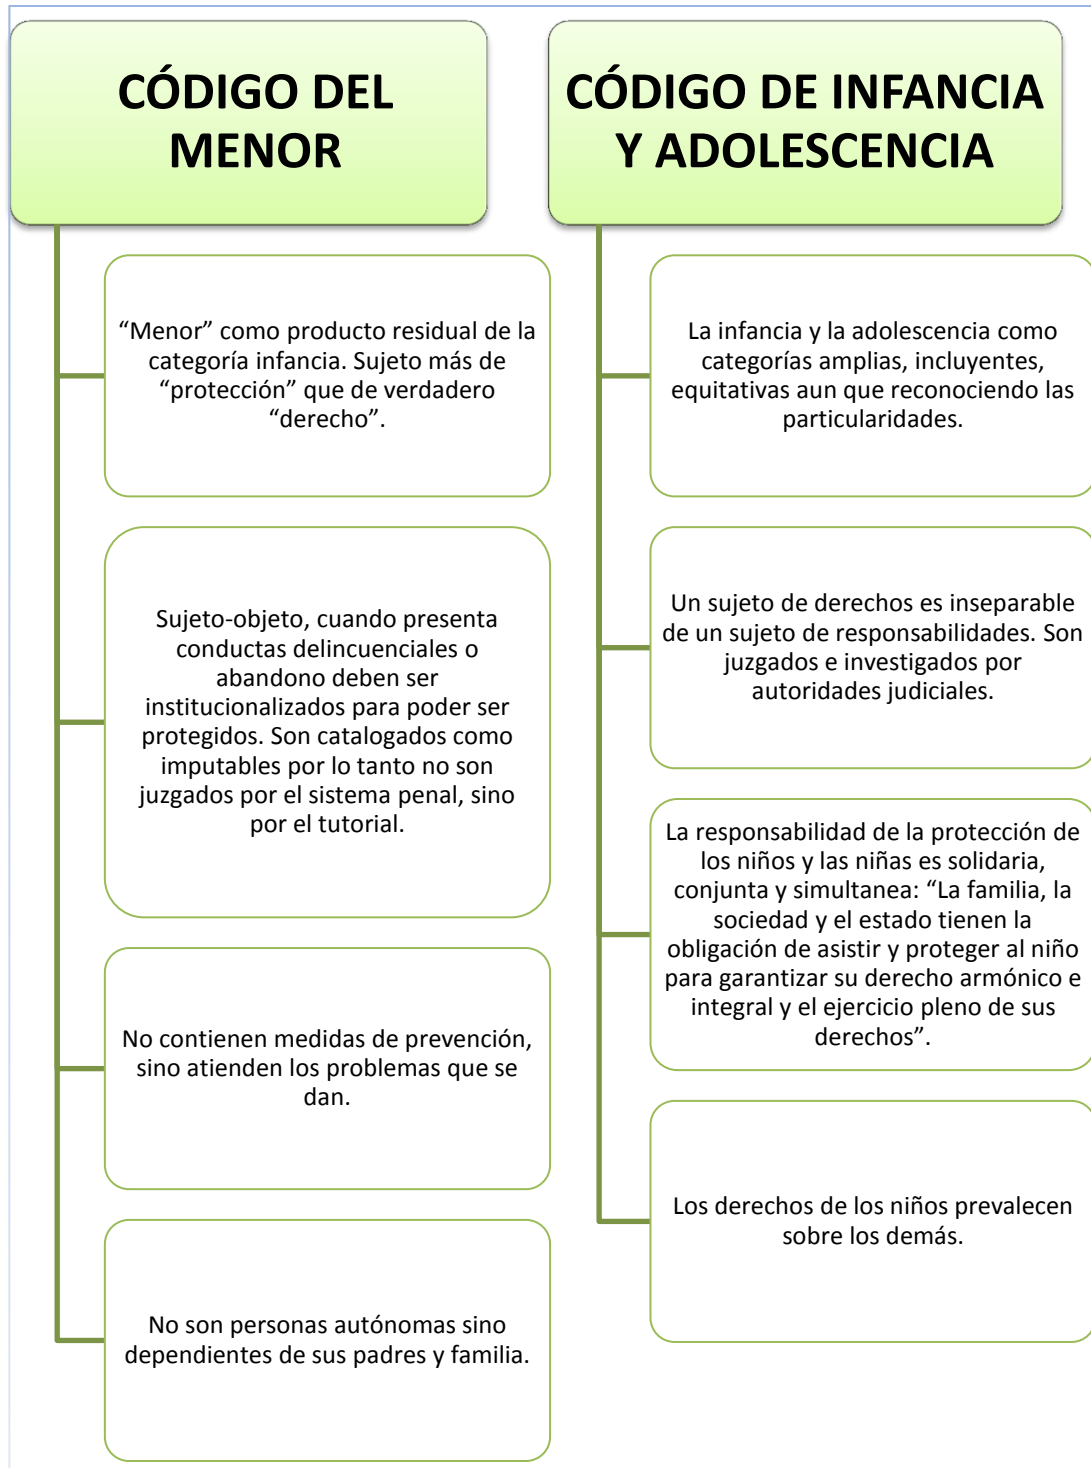 CÓDIGO DEL
MENOR
“Menor” como producto residual de la
categoría infancia. Sujeto más de
“protección” que de verdadero
“derecho”.
Sujeto-objeto, cuando presenta
conductas delincuenciales o
abandono deben ser
institucionalizados para poder ser
protegidos. Son catalogados como
imputables por lo tanto no son
juzgados por el sistema penal, sino
por el tutorial.
No contienen medidas de prevención,
sino atienden los problemas que se
dan.
No son personas autónomas sino
dependientes de sus padres y familia.
CÓDIGO DE INFANCIA
Y ADOLESCENCIA
La infancia y la adolescencia como
categorías amplias, incluyentes,
equitativas aun que reconociendo las
particularidades.
Un sujeto de derechos es inseparable
de un sujeto de responsabilidades. Son
juzgados e investigados por
autoridades judiciales.
La responsabilidad de la protección de
los niños y las niñas es solidaria,
conjunta y simultanea: “La familia, la
sociedad y el estado tienen la
obligación de asistir y proteger al niño
para garantizar su derecho armónico e
integral y el ejercicio pleno de sus
derechos”.
Los derechos de los niños prevalecen
sobre los demás.